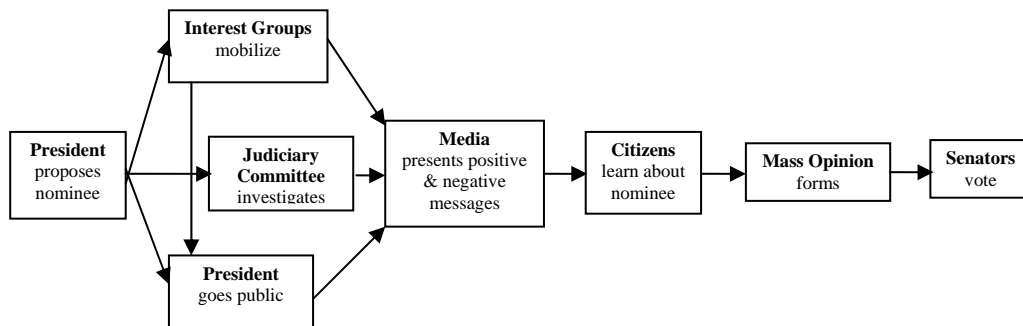 Interest Groups
mobilize
President
proposes
nominee
Judiciary
Committee
investigates
President
goes public
Media
presents positive
& negative
messages
Citizens
learn about
nominee
Mass Opinion
forms
Senators
vote